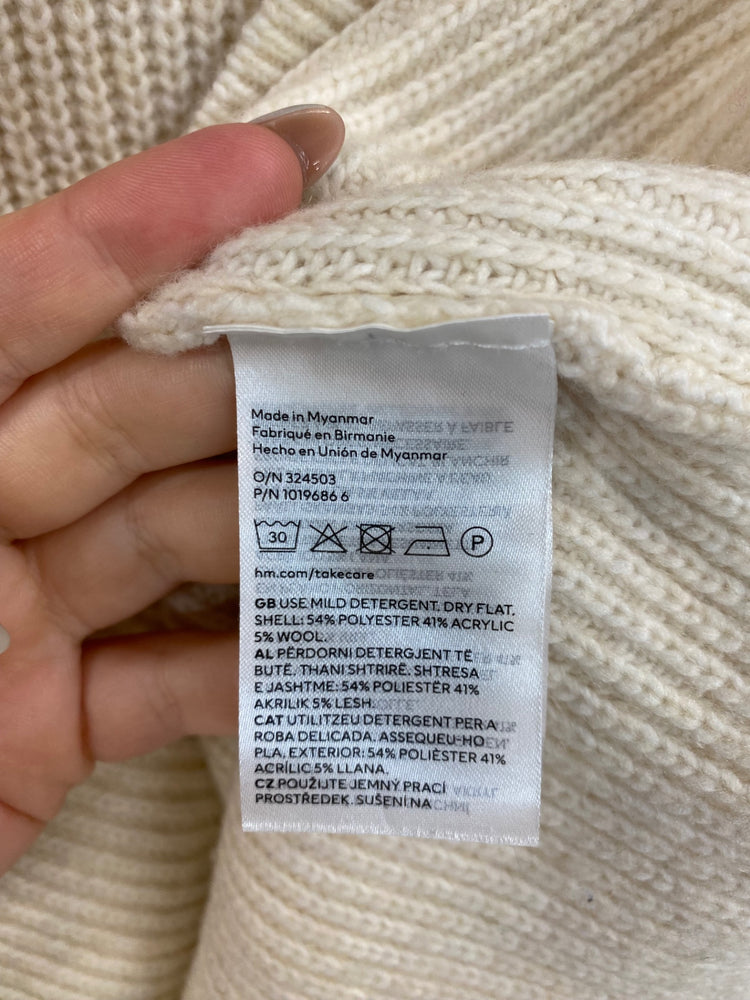 Made in Myanmar
Fabriqué en Birmanie
Hecho en Unión de Myanmar
O/N 324503
P/N 1019686 6
30 P
hm.com/takecare
GB USE MILD DETERGENT. DRY FLAT.
SHELL: 54% POLYESTER 41% ACRYLIC
5% WOOL.
AL PËRDORNI DETERGJENT TË
BUTË. THANI SHTRIRË. SHTRESA
E JASHTME: 54% POLIESTËR 41%
AKRILIK 5% LESH.
CAT UTILITZEU DETERGENT PER A
ROBA DELICADA. ASSEQUEU-HO
PLA. EXTERIOR: 54% POLIÈSTER 41%
ACRÍLIC 5% LLANA.
CZ POUŽIJTE JEMNÝ PRACÍ
PROSTŘEDEK. SUŠENÍ NA